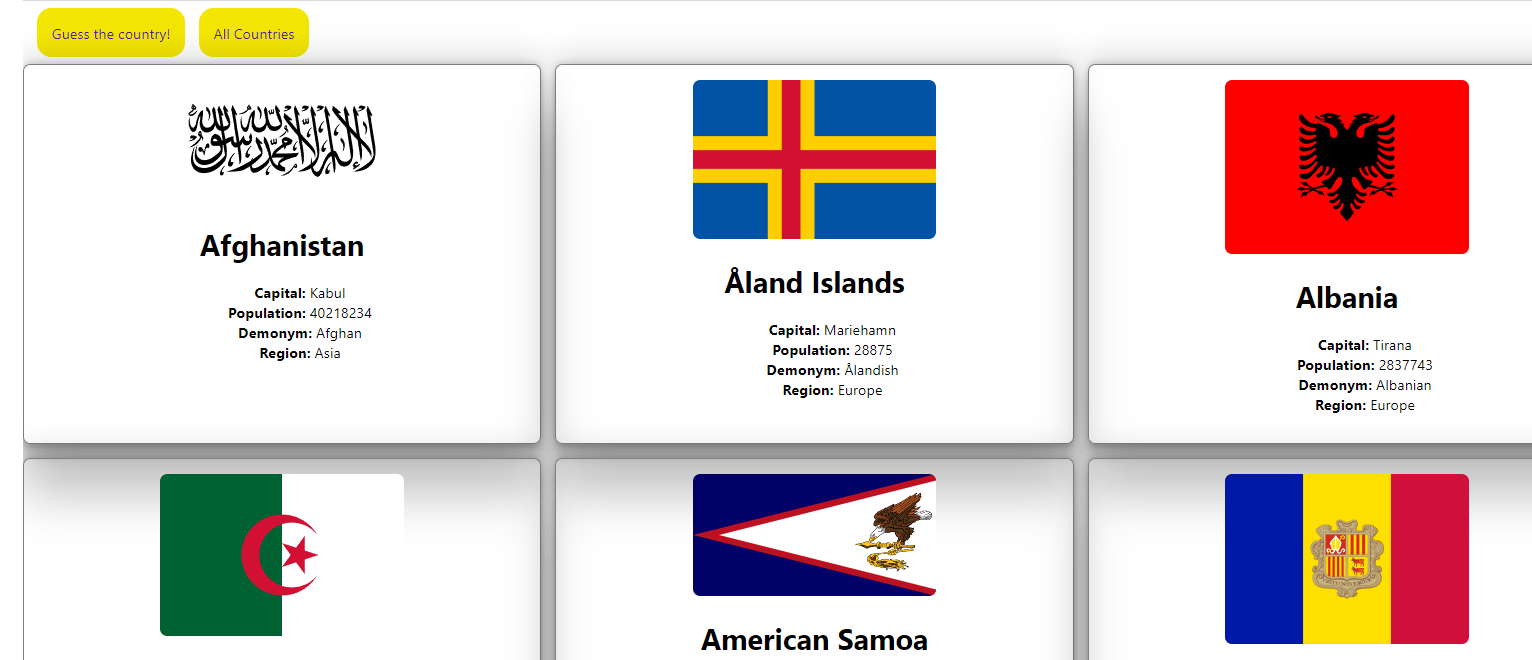 Guess the country!
All Countries
لا إله إلا الله محمد رسول الله
Afghanistan
Capital: Kabul
Population: 40218234
Demonym: Afghan
Region: Asia
Åland Islands
Capital: Mariehamn
Population: 28875
Demonym: Ålandish
Region: Europe
Albania
Capital: Tirana
Population: 2837743
Demonym: Albanian
Region: Europe
American Samoa